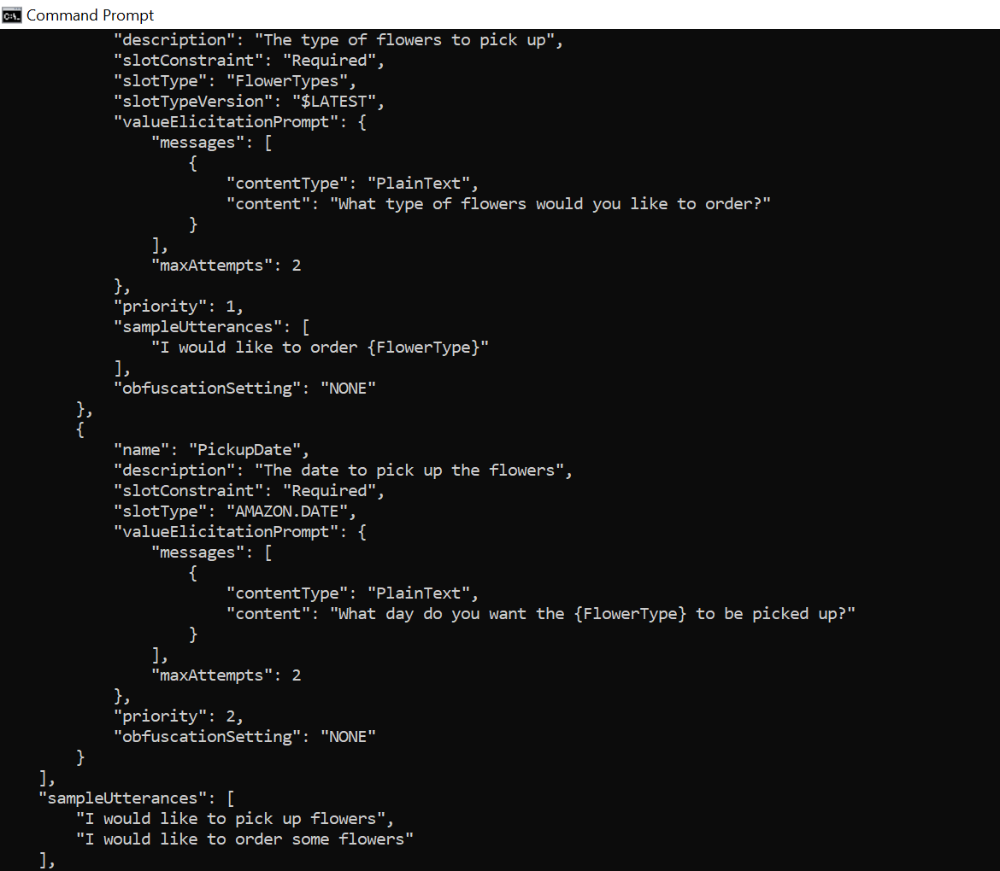 Command Prompt
"description": "The type of flowers to pick up",
"slotConstraint": "Required",
"slotType": "FlowerTypes",
"slotTypeVersion": "$LATEST",
"valueElicitationPrompt": {
"messages": [
{
"contentType": "PlainText",
"content": "What type of flowers would you like to order?"
}
],
"maxAttempts": 2
},
"priority": 1,
"sampleUtterances": [
"I would like to order {FlowerType}"
],
"obfuscationSetting": "NONE"
},
{
"name": "PickupDate",
"description": "The date to pick up the flowers",
"slotConstraint": "Required",
"slotType": "AMAZON.DATE",
"valueElicitationPrompt": {
"messages": [
{
"contentType": "PlainText",
"content": "What day do you want the {FlowerType} to be picked up?"
}
],
"maxAttempts": 2
},
"priority": 2,
"obfuscationSetting": "NONE"
}
],
"sampleUtterances": [
"I would like to pick up flowers",
"I would like to order some flowers"
],